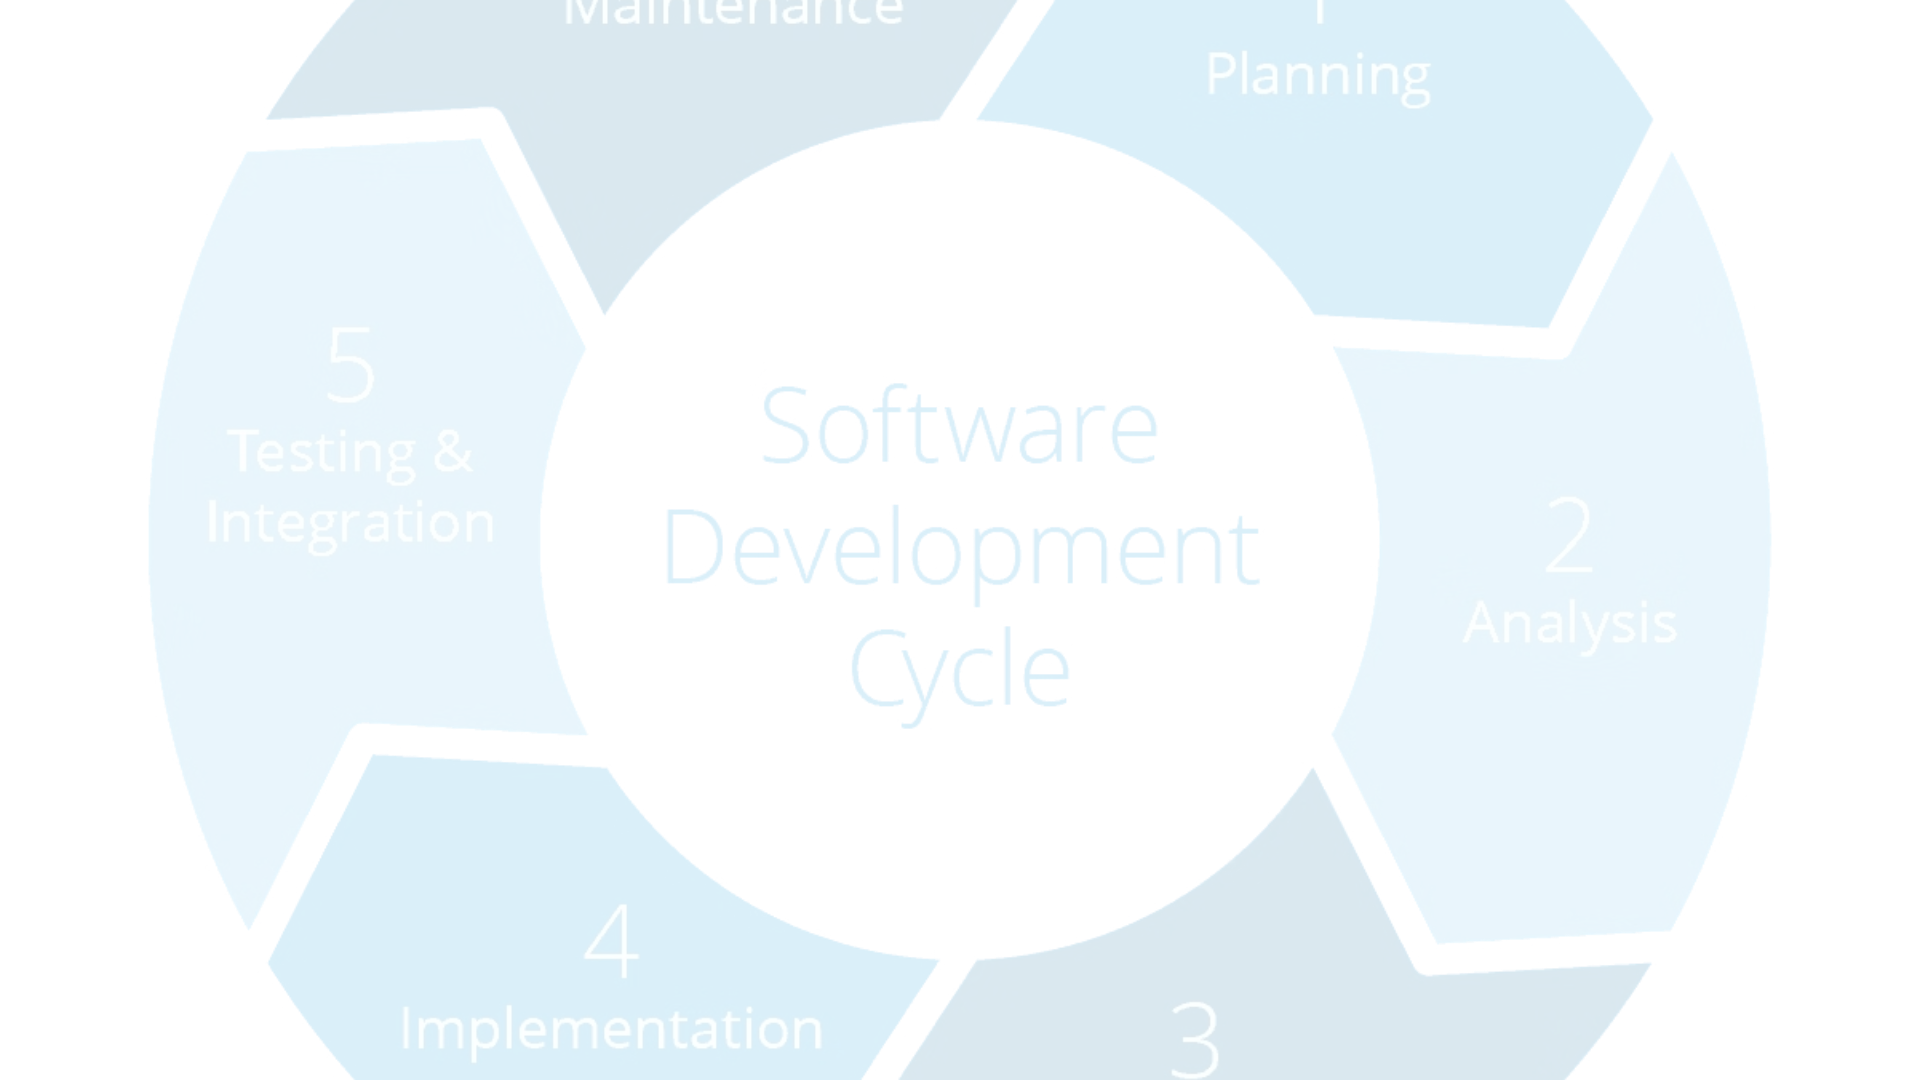 Maintenance
1
Planning
5
Testing &
Integration
Software
Development
Cycle
2
Analysis
4
Implementation
3